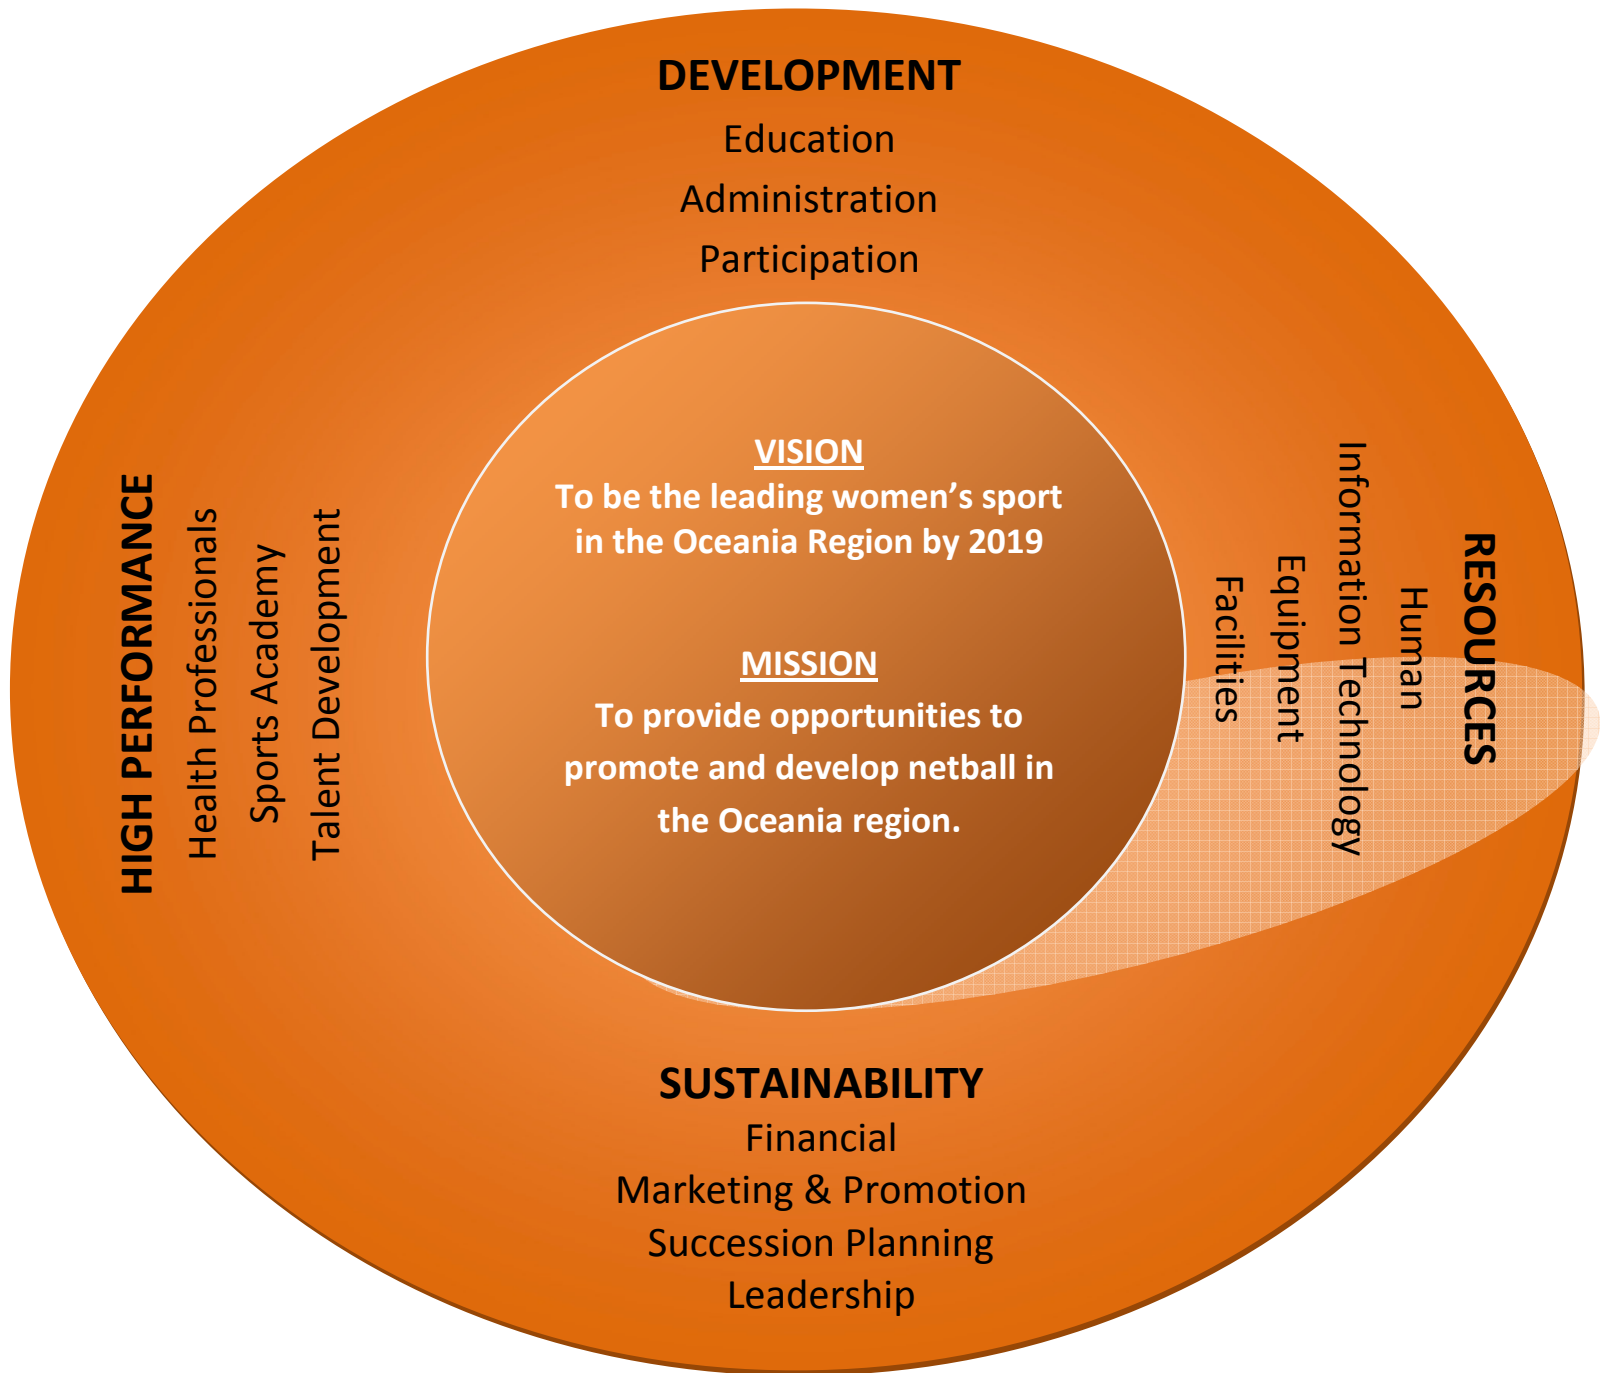 DEVELOPMENT
Education
Administration
Participation
HIGH PERFORMANCE
Health Professionals
Sports Academy
Talent Development
VISION
To be the leading women’s sport
in the Oceania Region by 2019
MISSION
To provide opportunities to
promote and develop netball in
the Oceania region.
RESOURCES
Human
Information Technology
Equipment
Facilities
SUSTAINABILITY
Financial
Marketing & Promotion
Succession Planning
Leadership